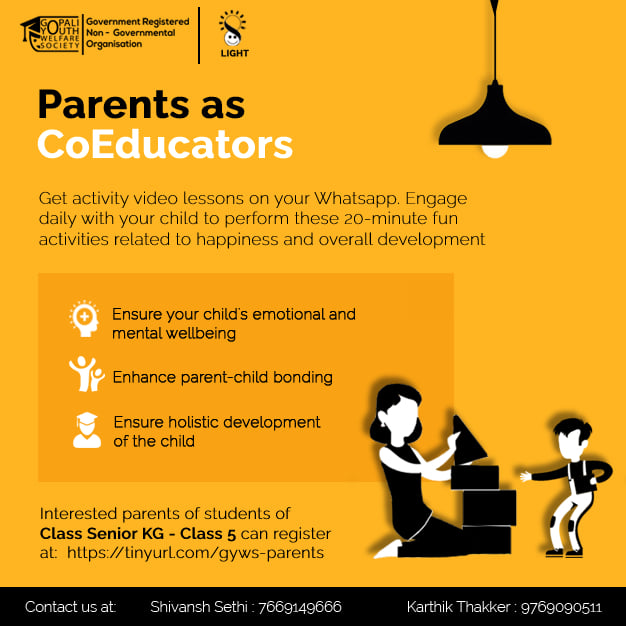 GOPALI
YOUTH
WELFARE
SOCIETY
Government Registered
Non - Governmental
Organisation
LIGHT
Parents as
CoEducators
Get activity video lessons on your Whatsapp. Engage
daily with your child to perform these 20-minute fun
activities related to happiness and overall development
Ensure your child's emotional and
mental wellbeing
Enhance parent-child bonding
Ensure holistic development
of the child
Interested parents of students of
Class Senior KG - Class 5 can register
at: https://tinyurl.com/gyws-parents
Contact us at: Shivansh Sethi : 7669149666 Karthik Thakker : 9769090511